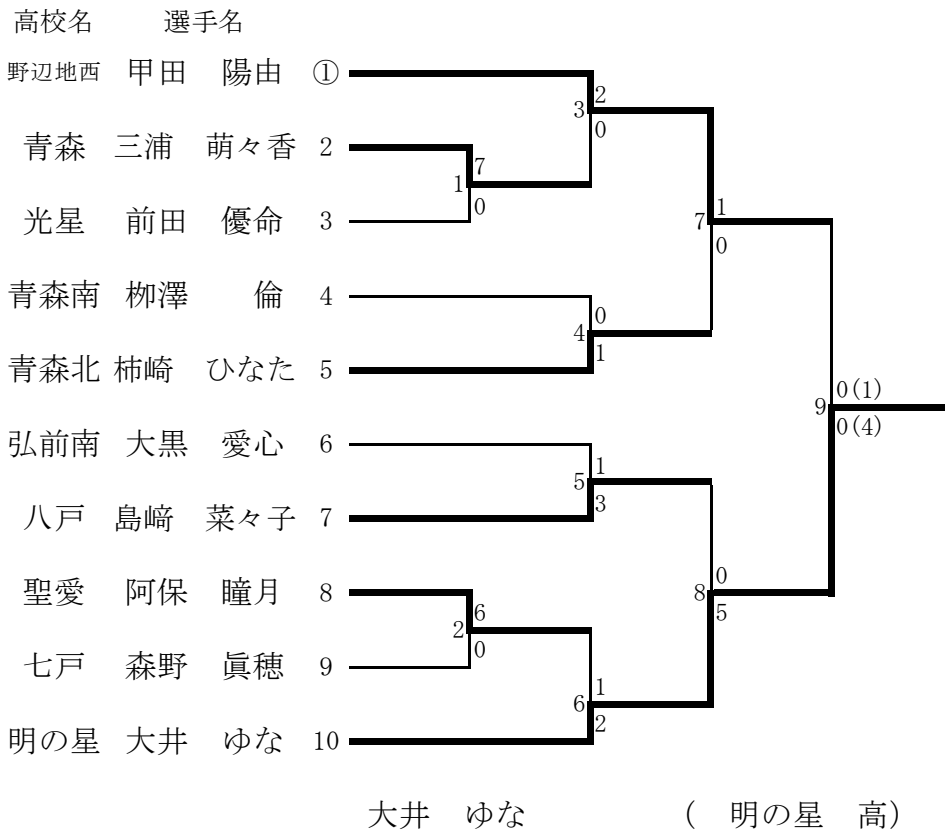 高校名 選手名
野辺地西 甲田 陽由 ①
2
3
0
青森 三浦 萌々香 2
7
1
0
光星 前田 優命 3
1
7
0
青森南 栁澤 倫 4
0
4
1
青森北 柿崎 ひなた 5
0(1)
9
0(4)
弘前南 大黒 愛心 6
1
5
3
八戸 島﨑 菜々子 7
0
8
5
聖愛 阿保 瞳月 8
6
2
0
七戸 森野 眞穂 9
1
6
2
明の星 大井 ゆな 10
大井 ゆな ( 明の星 高)